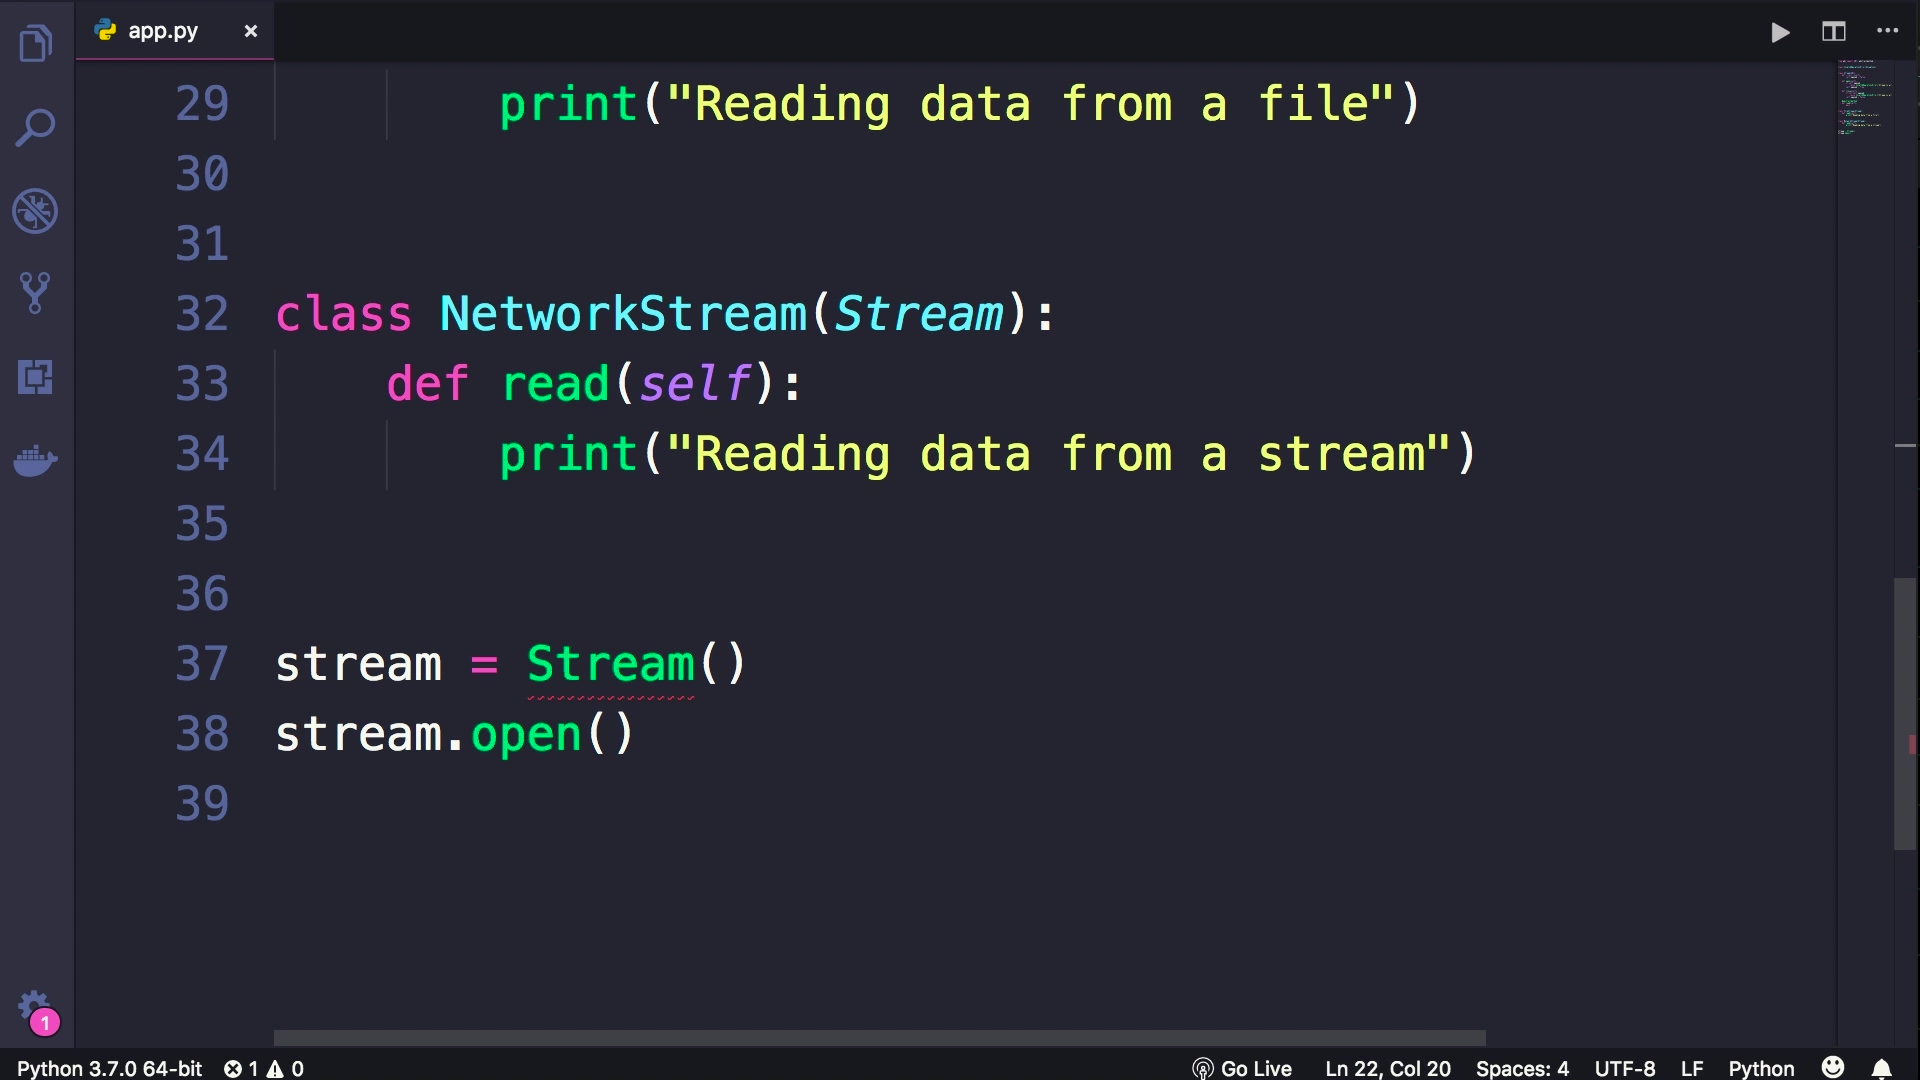 app.py ×
29 print("Reading data from a file")
30
31
32 class NetworkStream(Stream):
33 def read(self):
34 print("Reading data from a stream")
35
36
37 stream = Stream()
38 stream.open()
39
1
Python 3.7.0 64-bit 1 0 Go Live Ln 22, Col 20 Spaces: 4 UTF-8 LF Python